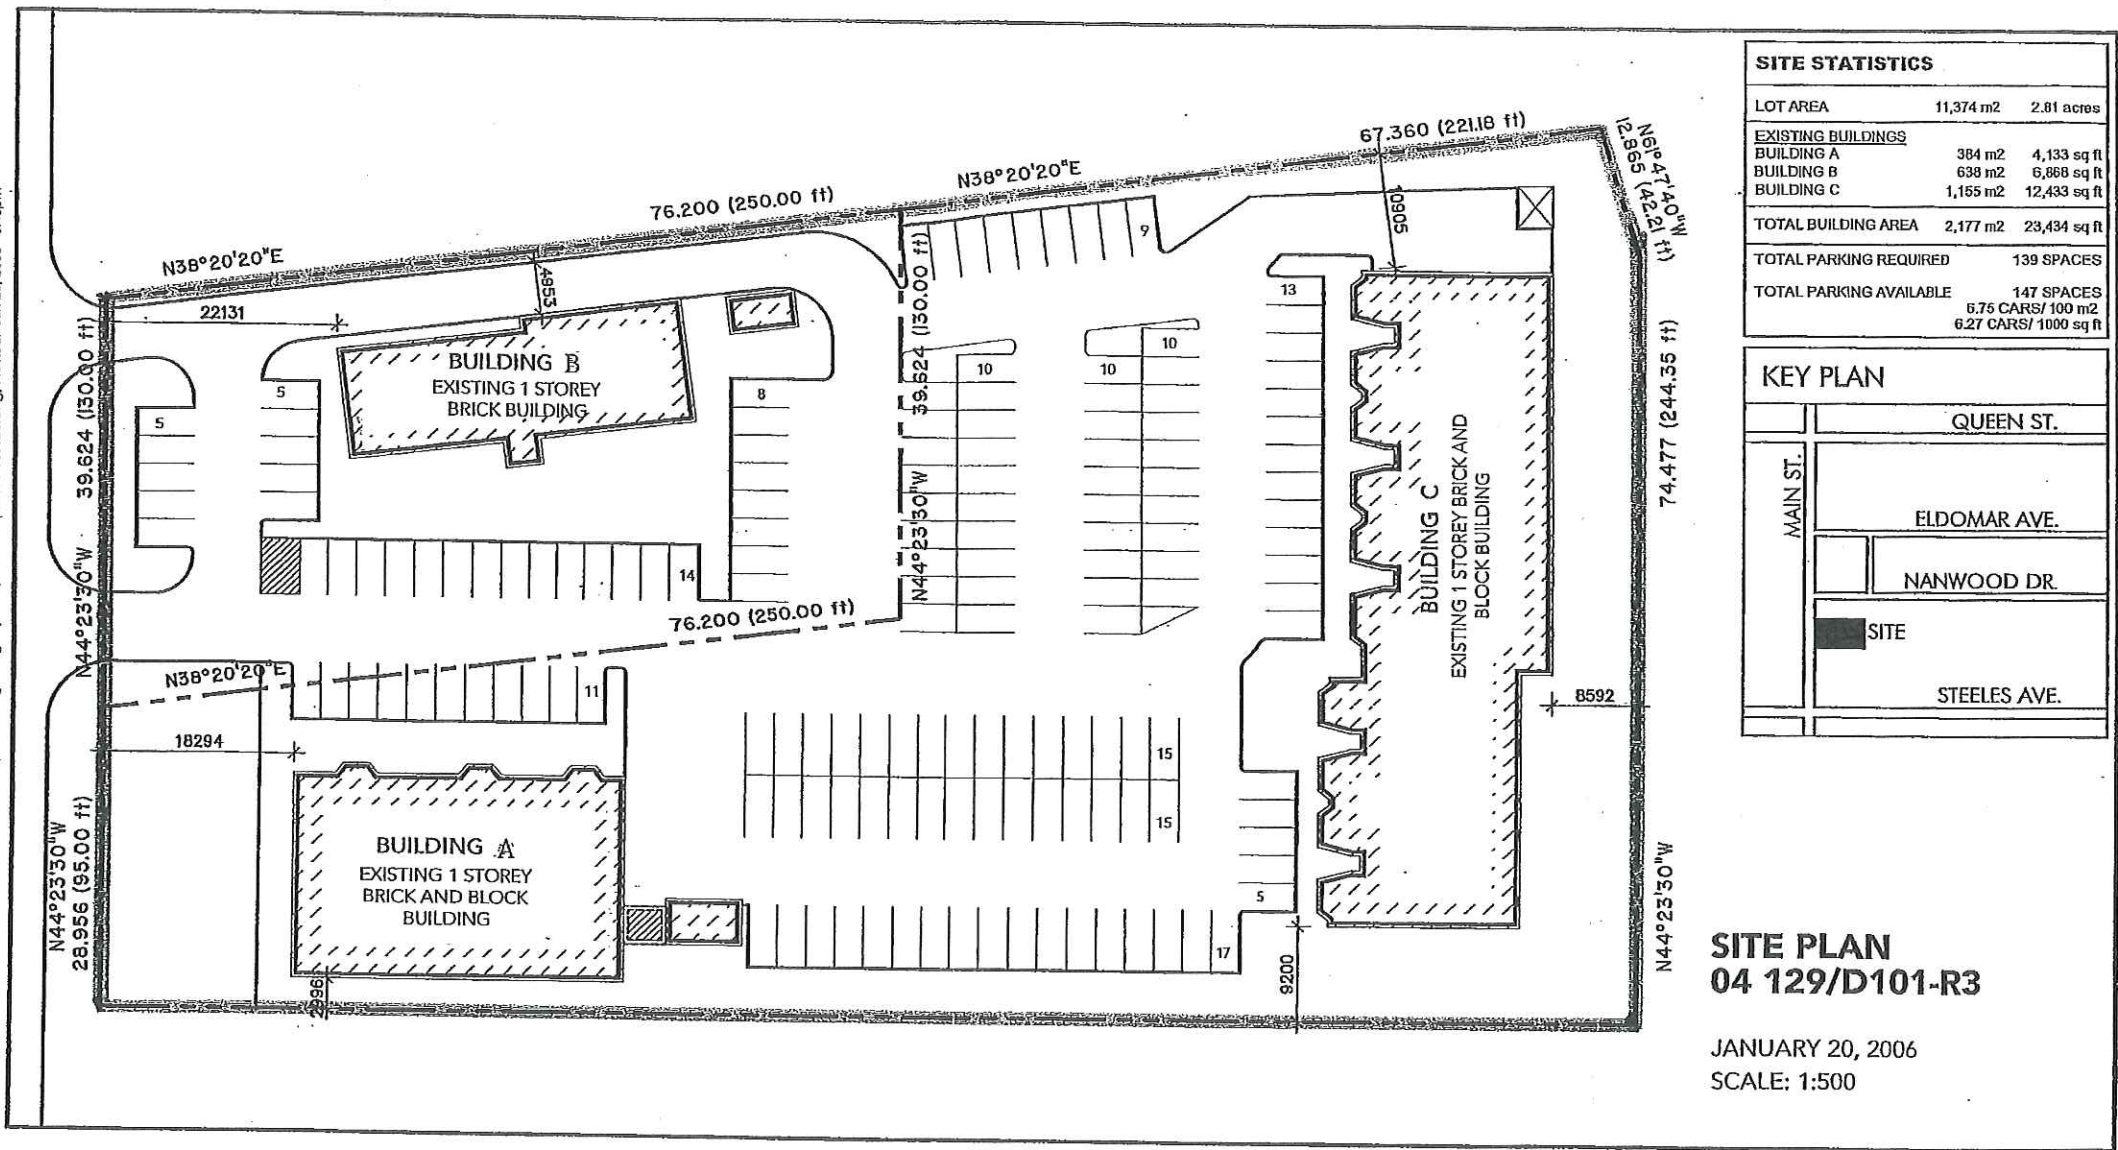 67.360 (221.18 ft)
N61°47'40"W
12.865 (42.21 ft)
N38°20'20"E
76.200 (250.00 ft)
N38°20'20"E
10905
9
4953
22131
39.624 (130.00 ft)
13
10
10
10
BUILDING B
EXISTING 1 STOREY
BRICK BUILDING
5
5
8
39.624 (130.00 ft)
N44°23'30"W
74.477 (244.35 ft)
BUILDING C
EXISTING 1 STOREY BRICK AND
BLOCK BUILDING
N44°23'30"W
14
76.200 (250.00 ft)
N38°20'20"E
11
8592
18294
15
15
BUILDING A
EXISTING 1 STOREY
BRICK AND BLOCK
BUILDING
N44°23'30"W
28.956 (95.00 ft)
5
17
9200
N44°23'30"W
SITE STATISTICS
LOT AREA 11,374 m2 2.81 acres
EXISTING BUILDINGS
BUILDING A 384 m2 4,133 sq ft
BUILDING B 638 m2 6,868 sq ft
BUILDING C 1,155 m2 12,433 sq ft
TOTAL BUILDING AREA 2,177 m2 23,434 sq ft
TOTAL PARKING REQUIRED 139 SPACES
TOTAL PARKING AVAILABLE 147 SPACES
6.75 CARS/ 100 m2
6.27 CARS/ 1000 sq ft
KEY PLAN
QUEEN ST.
MAIN ST.
ELDOMAR AVE.
NANWOOD DR.
SITE
STEELES AVE.
SITE PLAN
04 129/D101-R3
JANUARY 20, 2006
SCALE: 1:500